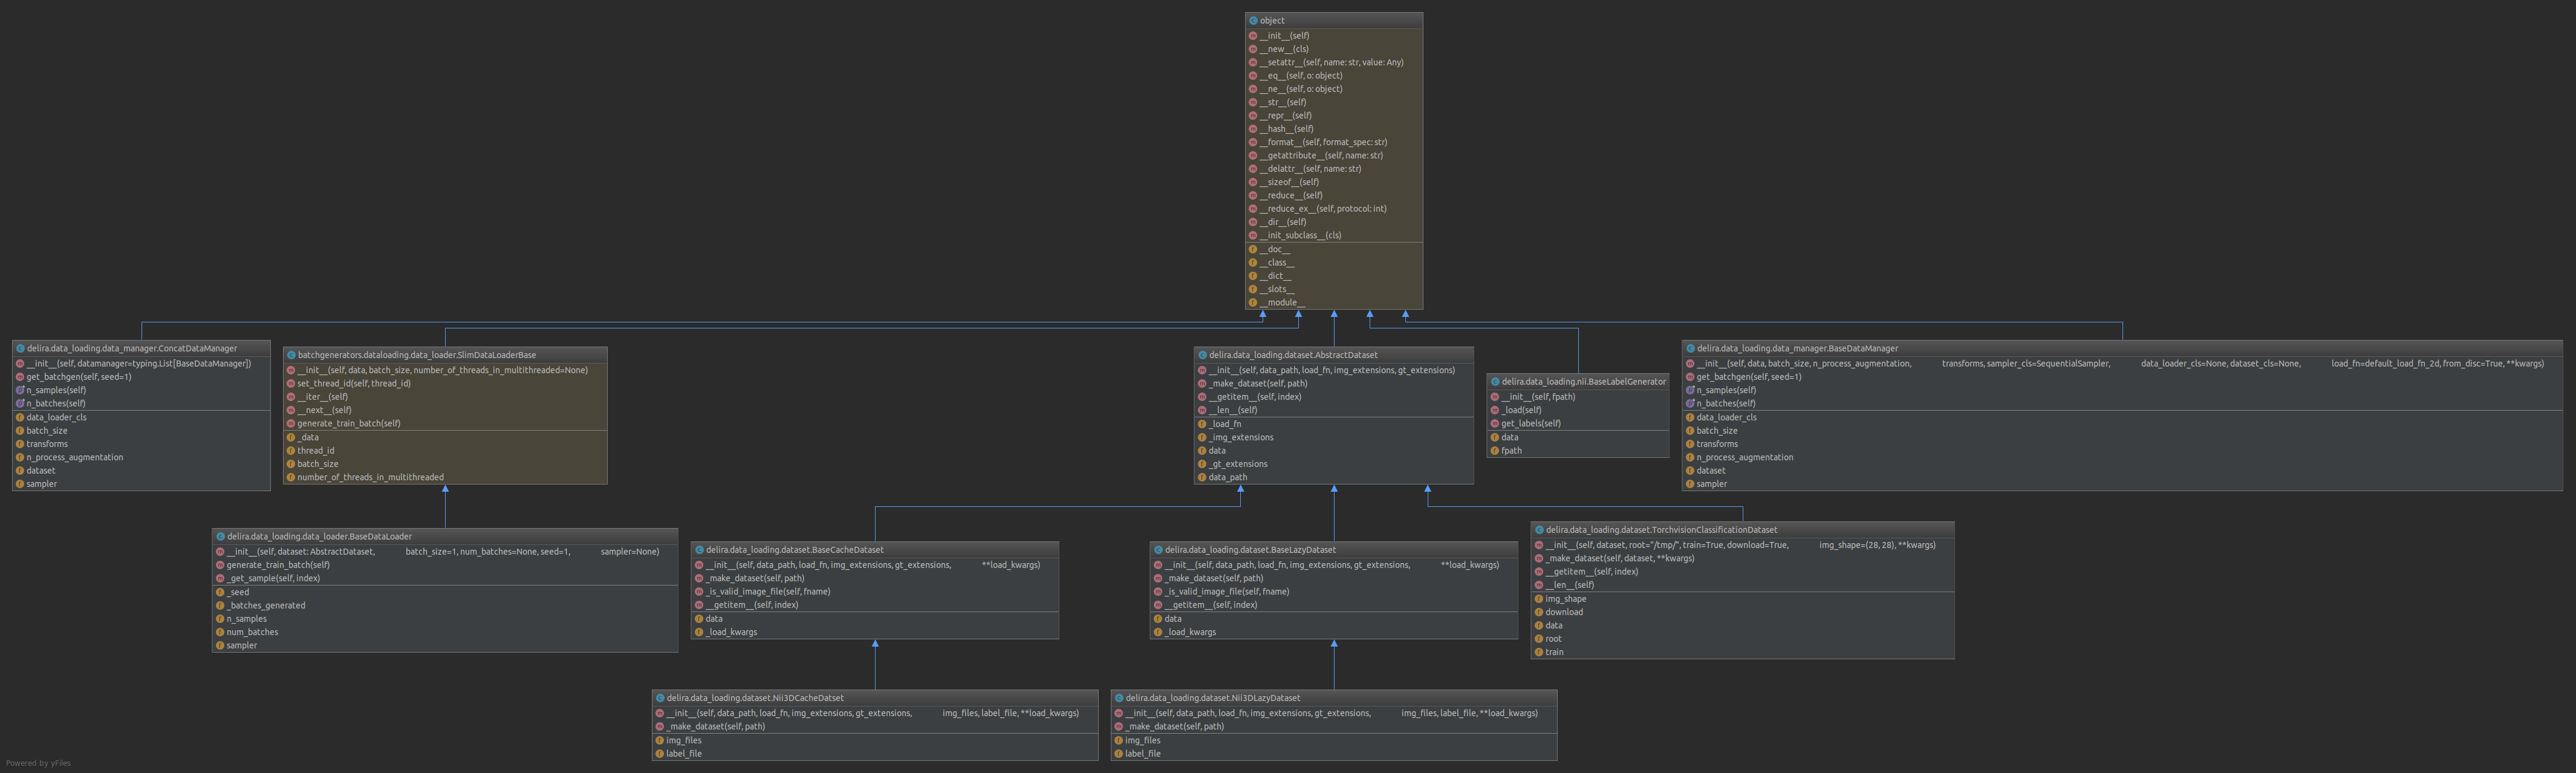 object
__init__(self)
__new__(cls)
__setattr__(self, name: str, value: Any)
__eq__(self, o: object)
__ne__(self, o: object)
__str__(self)
__repr__(self)
__hash__(self)
__format__(self, format_spec: str)
__getattribute__(self, name: str)
__delattr__(self, name: str)
__sizeof__(self)
__reduce__(self)
__reduce_ex__(self, protocol: int)
__dir__(self)
__init_subclass__(cls)
__doc__
__class__
__dict__
__slots__
__module__
delira.data_loading.data_manager.ConcatDataManager
__init__(self, datamanager=typing.List[BaseDataManager])
get_batchgen(self, seed=1)
n_samples(self)
n_batches(self)
data_loader_cls
batch_size
transforms
n_process_augmentation
dataset
sampler
batchgenerators.dataloading.data_loader.SlimDataLoaderBase
__init__(self, data, batch_size, number_of_threads_in_multithreaded=None)
set_thread_id(self, thread_id)
__iter__(self)
__next__(self)
generate_train_batch(self)
_data
thread_id
batch_size
number_of_threads_in_multithreaded
delira.data_loading.dataset.AbstractDataset
__init__(self, data_path, load_fn, img_extensions, gt_extensions)
_make_dataset(self, path)
__getitem__(self, index)
__len__(self)
_load_fn
_img_extensions
data
_gt_extensions
data_path
delira.data_loading.nii.BaseLabelGenerator
__init__(self, fpath)
_load(self)
get_labels(self)
data
fpath
delira.data_loading.data_manager.BaseDataManager
__init__(self, data, batch_size, n_process_augmentation, transforms, sampler_cls=SequentialSampler, data_loader_cls=None, dataset_cls=None, load_fn=default_load_fn_2d, from_disc=True, **kwargs)
get_batchgen(self, seed=1)
n_samples(self)
n_batches(self)
data_loader_cls
batch_size
transforms
n_process_augmentation
dataset
sampler
delira.data_loading.data_loader.BaseDataLoader
__init__(self, dataset: AbstractDataset, batch_size=1, num_batches=None, seed=1, sampler=None)
generate_train_batch(self)
_get_sample(self, index)
_seed
_batches_generated
n_samples
num_batches
sampler
delira.data_loading.dataset.BaseCacheDataset
__init__(self, data_path, load_fn, img_extensions, gt_extensions, **load_kwargs)
_make_dataset(self, path)
_is_valid_image_file(self, fname)
__getitem__(self, index)
data
_load_kwargs
delira.data_loading.dataset.BaseLazyDataset
__init__(self, data_path, load_fn, img_extensions, gt_extensions, **load_kwargs)
_make_dataset(self, path)
_is_valid_image_file(self, fname)
__getitem__(self, index)
data
_load_kwargs
delira.data_loading.dataset.TorchvisionClassificationDataset
__init__(self, dataset, root="/tmp/", train=True, download=True, img_shape=(28, 28), **kwargs)
_make_dataset(self, dataset, **kwargs)
__getitem__(self, index)
__len__(self)
img_shape
download
data
root
train
delira.data_loading.dataset.Nii3DCacheDatset
__init__(self, data_path, load_fn, img_extensions, gt_extensions, img_files, label_file, **load_kwargs)
_make_dataset(self, path)
img_files
label_file
delira.data_loading.dataset.Nii3DLazyDataset
__init__(self, data_path, load_fn, img_extensions, gt_extensions, img_files, label_file, **load_kwargs)
_make_dataset(self, path)
img_files
label_file
Powered by yFiles